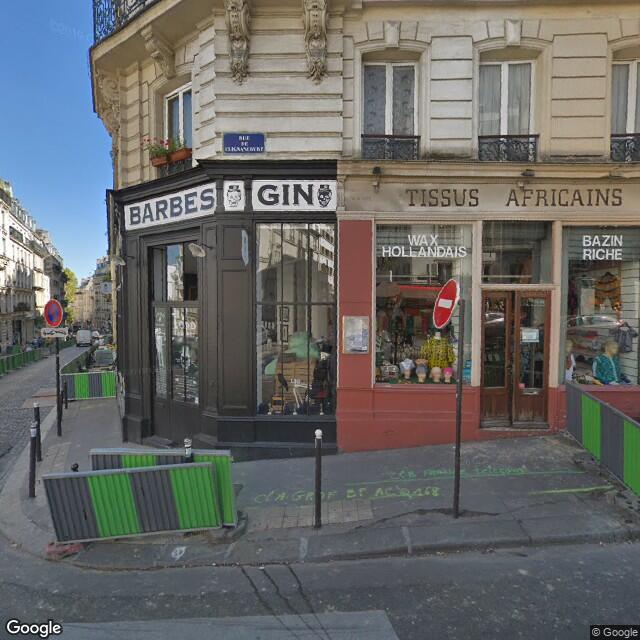 RUE
DE
CLIGNANCOURT
BARBES
GIN
TISSUS AFRICAINS
WAX
HOLLANDAIS
BAZIN
RICHE
Google
© Google